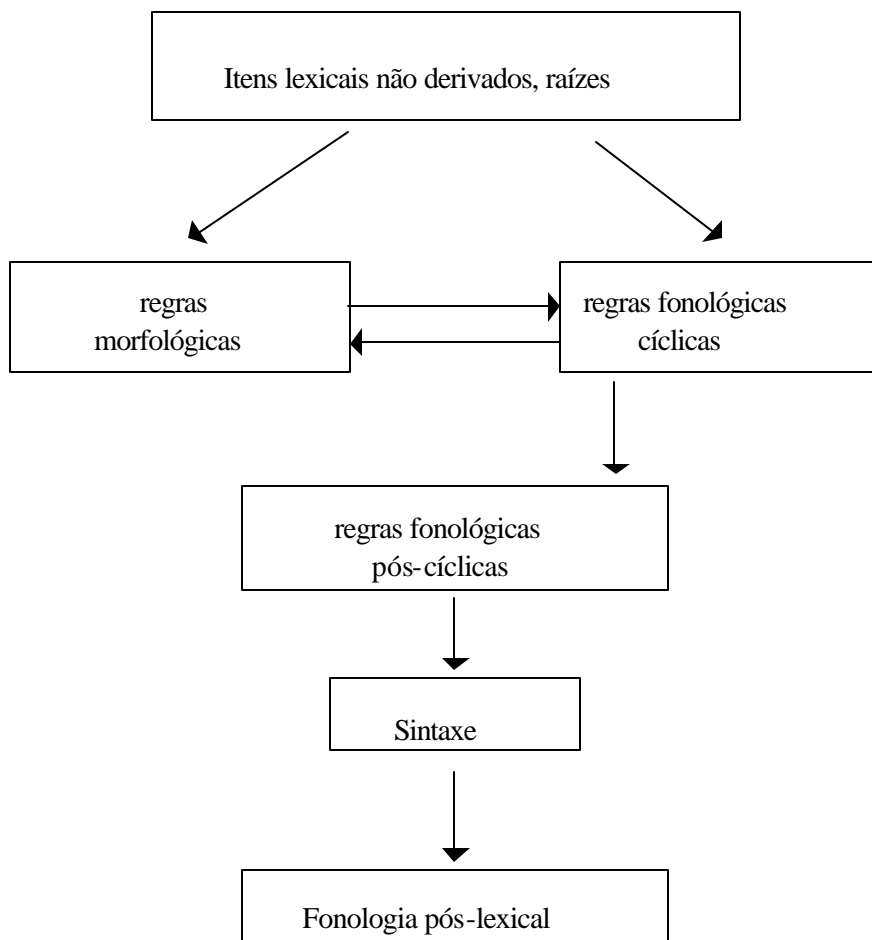 Itens lexicais não derivados, raízes
regras
morfológicas
regras fonológicas
cíclicas
regras fonológicas
pós-cíclicas
Sintaxe
Fonologia pós-lexical